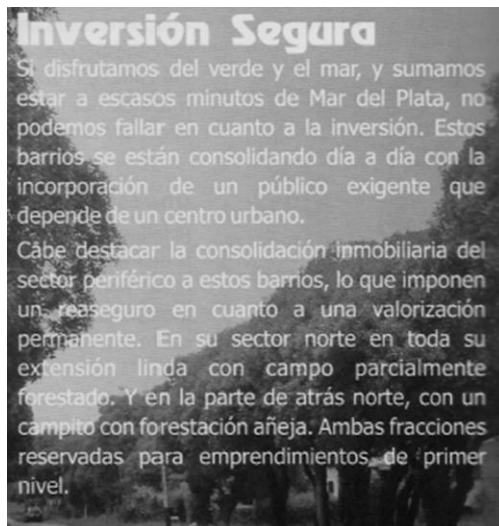 Inversión Segura
Si disfrutamos del verde y el mar, y sumamos
estar a escasos minutos de Mar del Plata, no
podemos fallar en cuanto a la inversión. Estos
barrios se están consolidando día a día con la
incorporación de un público exigente que
depende de un centro urbano.
Cabe destacar la consolidación inmobiliaria del
sector periférico a estos barrios, lo que imponen
un reaseguro en cuanto a una valorización
permanente. En su sector norte en toda su
extensión linda con campo parcialmente
forestado. Y en la parte de atrás norte, con un
campito con forestación añeja. Ambas fracciones
reservadas para emprendimientos de primer
nivel.